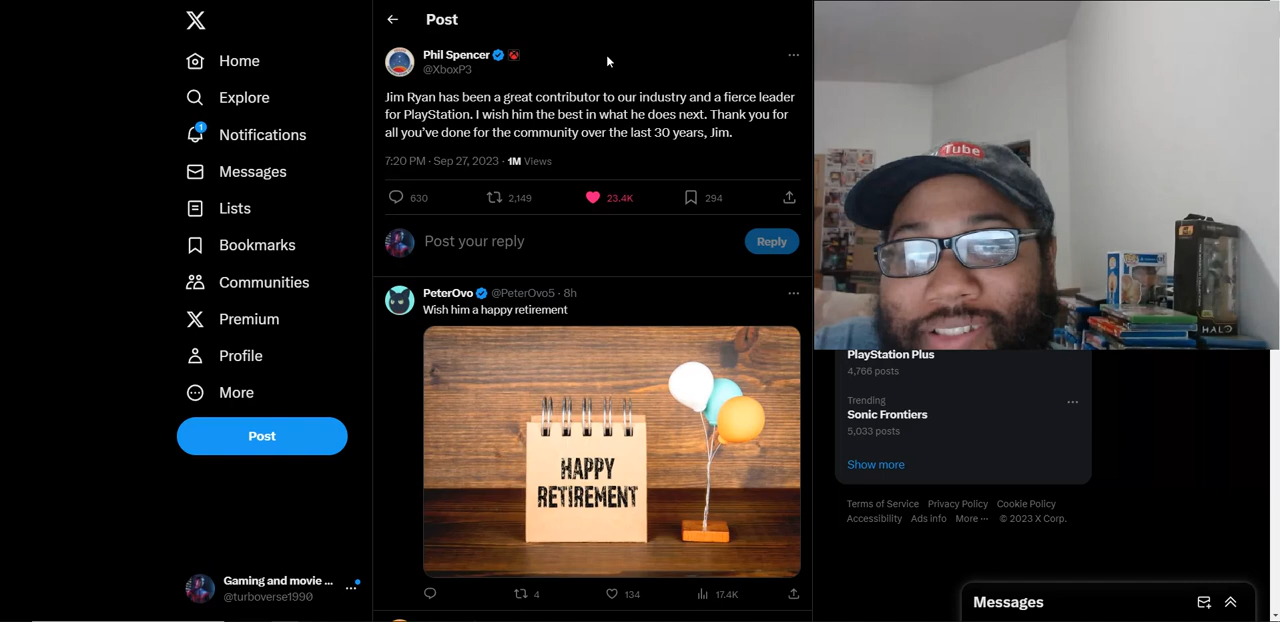 Home
Explore
1
Notifications
Messages
Lists
Bookmarks
Communities
Premium
Profile
More
Post
Gaming and movie ...
@turboverse1990
Post
Phil Spencer
@XboxP3
Jim Ryan has been a great contributor to our industry and a fierce leader
for PlayStation. I wish him the best in what he does next. Thank you for
all you've done for the community over the last 30 years, Jim.
7:20 PM · Sep 27, 2023 · 1M Views
630 2,149 23.4K 294
Post your reply
Reply
PeterOvo @PeterOvo5 · 8h
Wish him a happy retirement
HAPPY
RETIREMENT
4 134 17.4K
Tube
HALO
PlayStation Plus
4,766 posts
Trending
Sonic Frontiers
5,033 posts
Show more
Terms of Service Privacy Policy Cookie Policy
Accessibility Ads info More ··· © 2023 X Corp.
Messages